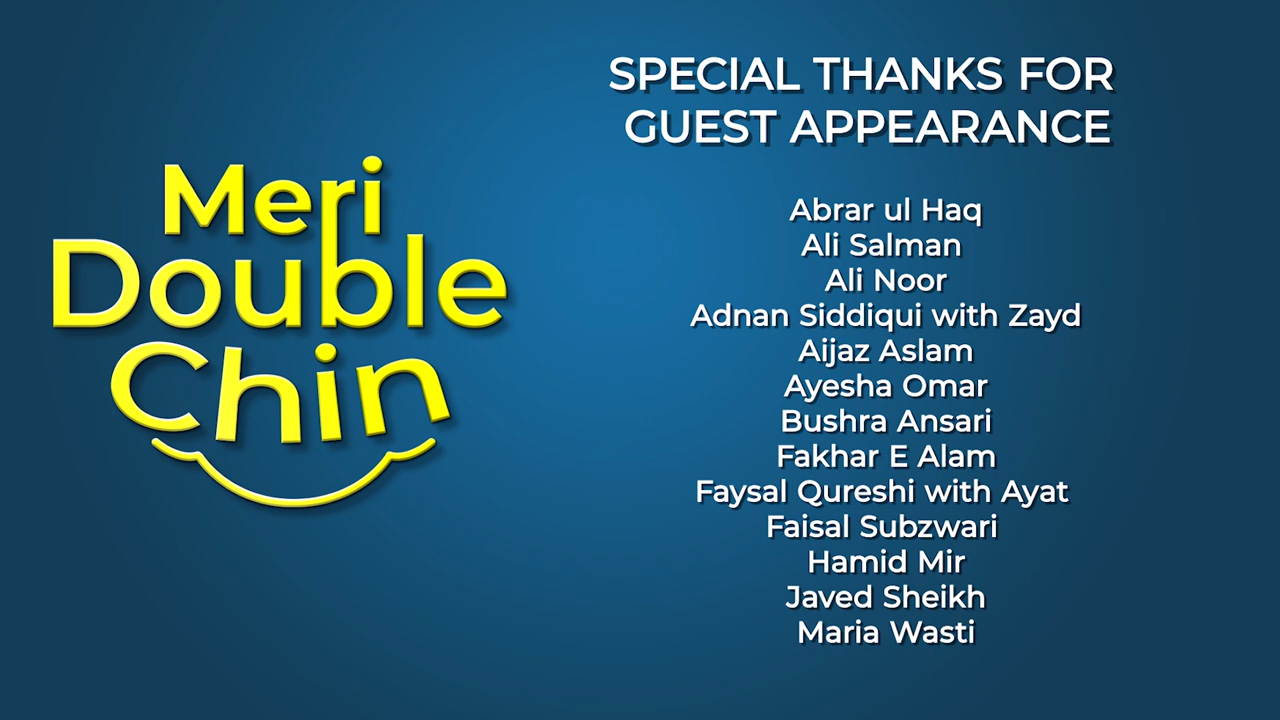 Meri
Double
Chin
SPECIAL THANKS FOR
GUEST APPEARANCE
Abrar ul Haq
Ali Salman
Ali Noor
Adnan Siddiqui with Zayd
Aijaz Aslam
Ayesha Omar
Bushra Ansari
Fakhar E Alam
Faysal Qureshi with Ayat
Faisal Subzwari
Hamid Mir
Javed Sheikh
Maria Wasti